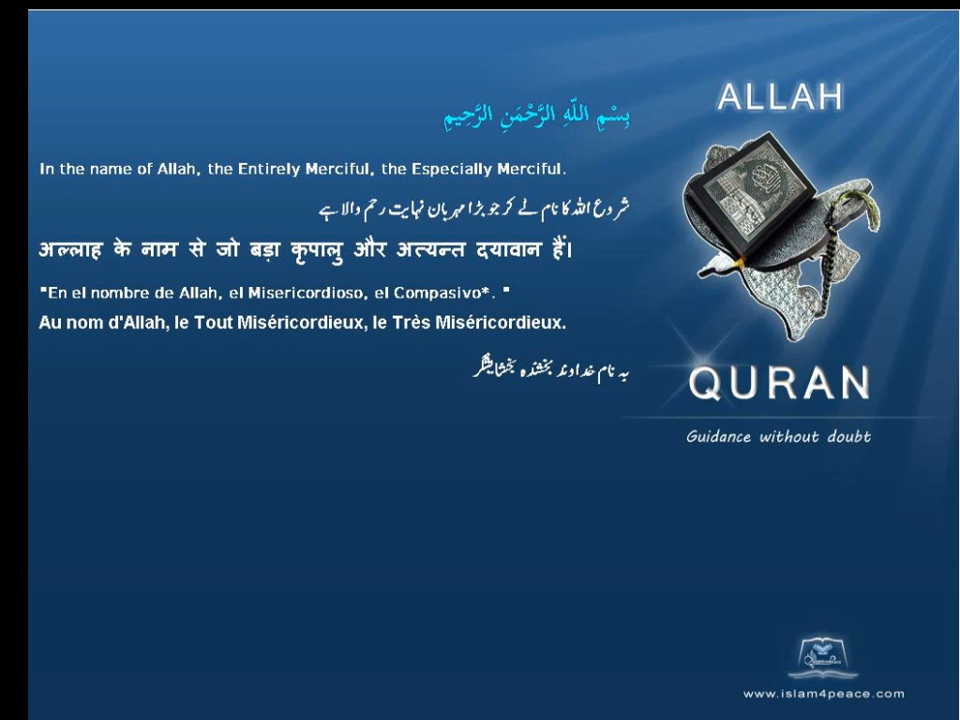 بِسْمِ اللَّهِ الرَّحْمَنِ الرَّحِيمِ
In the name of Allah, the Entirely Merciful, the Especially Merciful.
شروع اللہ کا نام لے کر جو بڑا مہربان نہایت رحم والا ہے
अल्लाह के नाम से जो बड़ा कृपालु और अत्यन्त दयावान हैं।
"En el nombre de Allah, el Misericordioso, el Compasivo*. "
Au nom d'Allah, le Tout Miséricordieux, le Très Miséricordieux.
به نام خداوند بخشنده بخشایشگر
ALLAH
QURAN
Guidance without doubt
www.islam4peace.com